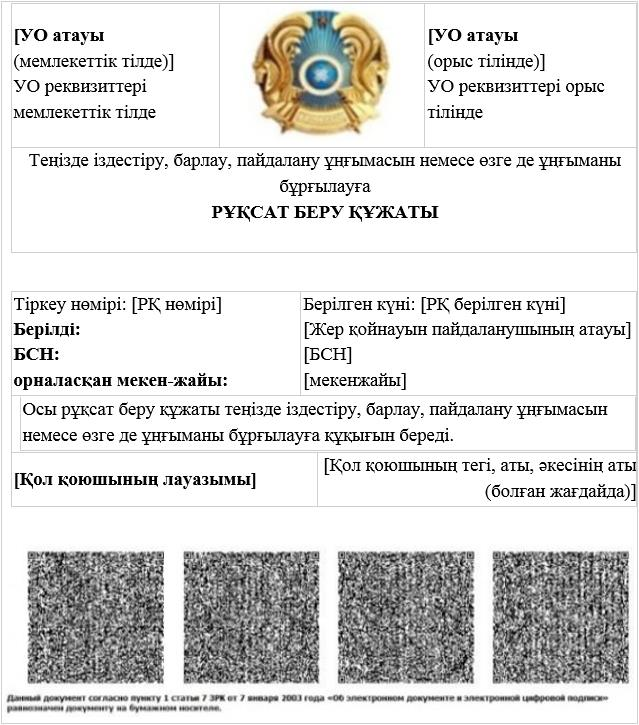 [УО атауы
(мемлекеттік тілде)]
УО реквизиттері
мемлекеттік тілде
[УО атауы
(орыс тілінде)]
УО реквизиттері орыс
тілінде
Теңізде іздестіру, барлау, пайдалану ұңғымасын немесе өзге де ұңғыманы
бұрғылауға
РҰҚСАТ БЕРУ ҚҰЖАТЫ
Тіркеу нөмірі: [РҚ нөмірі]
Берілген күні: [РҚ берілген күні]
Берілді:
[Жер қойнауын пайдаланушының атауы]
БСН:
[БСН]
орналасқан мекен-жайы:
[мекенжайы]
Осы рұқсат беру құжаты теңізде іздестіру, барлау, пайдалану ұңғымасын
немесе өзге де ұңғыманы бұрғылауға құқығын береді.
[Қол қоюшының лауазымы]
[Қол қоюшының тегі, аты, әкесінің аты
(болған жағдайда)]
Данный документ согласно пункту 1 статьи 7 ЗРК от 7 января 2003 года «Об электронном документе и электронной цифровой подписи»
равнозначен документу на бумажном носителе.